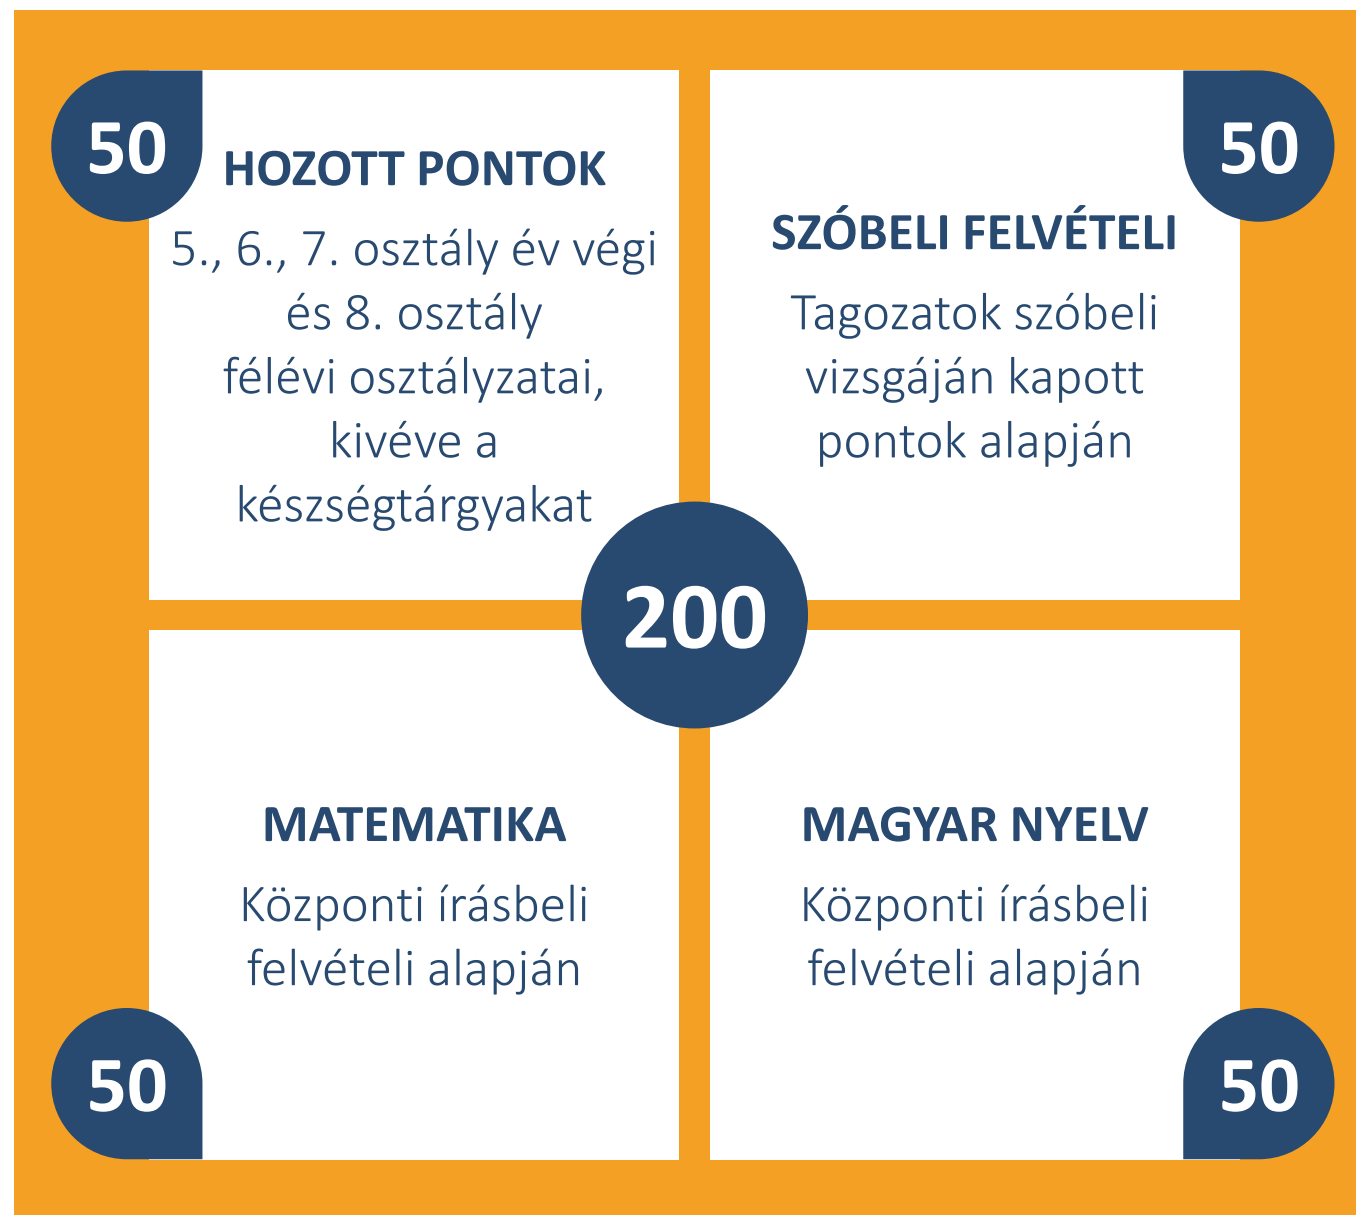 50
HOZOTT PONTOK
5., 6., 7. osztály év végi
és 8. osztály
félévi osztályzatai,
kivéve a
készségtárgyakat
50
SZÓBELI FELVÉTELI
Tagozatok szóbeli
vizsgáján kapott
pontok alapján
200
MATEMATIKA
Központi írásbeli
felvételi alapján
50
MAGYAR NYELV
Központi írásbeli
felvételi alapján
50